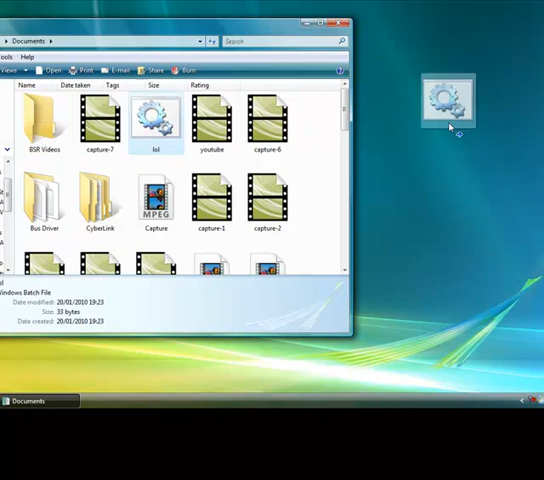 Documents
Search
ools Help
Views Open Print E-mail Share Burn
Name Date taken Tags Size Rating
BSR Videos capture-7 lol youtube capture-6
MPEG
Bus Driver CyberLink Capture capture-1 capture-2
ol
Windows Batch File
Date modified: 20/01/2010 19:23
Size: 33 bytes
Date created: 20/01/2010 19:23
Documents